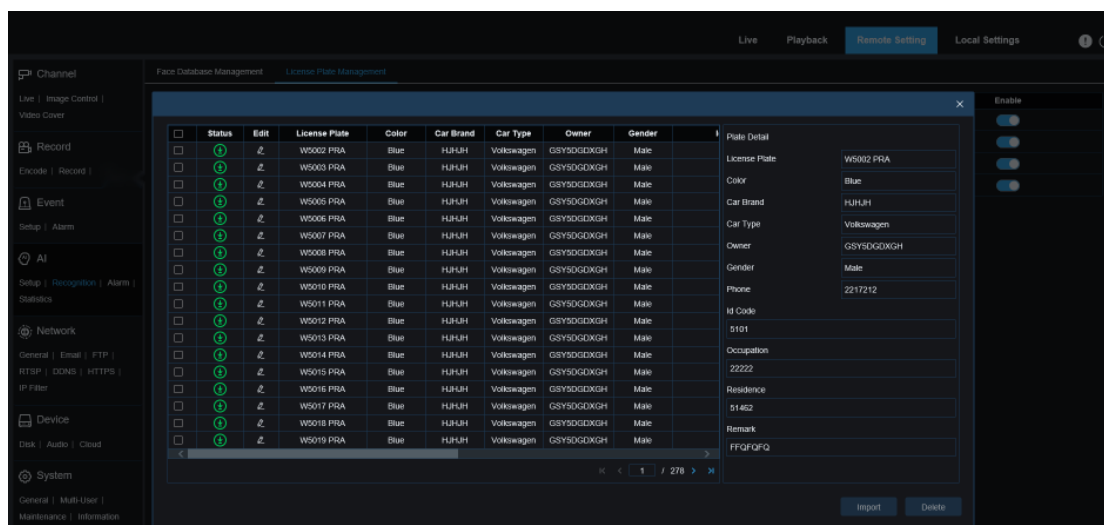 Live Playback Remote Setting Local Settings
Channel
Live | Image Control |
Video Cover
Record
Encode | Record |
Event
Setup | Alarm
AI
Setup | Recognition | Alarm |
Statistics
Network
General | Email | FTP |
RTSP | DDNS | HTTPS |
IP Filter
Device
Disk | Audio | Cloud
System
General | Multi-User |
Maintenance | Information
Face Database Management License Plate Management
Enable
Status Edit License Plate Color Car Brand Car Type Owner Gender
W5002 PRA Blue HJHJH Volkswagen GSY5DGDXGH Male
W5003 PRA Blue HJHJH Volkswagen GSY5DGDXGH Male
W5004 PRA Blue HJHJH Volkswagen GSY5DGDXGH Male
W5005 PRA Blue HJHJH Volkswagen GSY5DGDXGH Male
W5006 PRA Blue HJHJH Volkswagen GSY5DGDXGH Male
W5007 PRA Blue HJHJH Volkswagen GSY5DGDXGH Male
W5008 PRA Blue HJHJH Volkswagen GSY5DGDXGH Male
W5009 PRA Blue HJHJH Volkswagen GSY5DGDXGH Male
W5010 PRA Blue HJHJH Volkswagen GSY5DGDXGH Male
W5011 PRA Blue HJHJH Volkswagen GSY5DGDXGH Male
W5012 PRA Blue HJHJH Volkswagen GSY5DGDXGH Male
W5013 PRA Blue HJHJH Volkswagen GSY5DGDXGH Male
W5014 PRA Blue HJHJH Volkswagen GSY5DGDXGH Male
W5015 PRA Blue HJHJH Volkswagen GSY5DGDXGH Male
W5016 PRA Blue HJHJH Volkswagen GSY5DGDXGH Male
W5017 PRA Blue HJHJH Volkswagen GSY5DGDXGH Male
W5018 PRA Blue HJHJH Volkswagen GSY5DGDXGH Male
W5019 PRA Blue HJHJH Volkswagen GSY5DGDXGH Male
1 / 278
Plate Detail
License Plate W5002 PRA
Color Blue
Car Brand HJHJH
Car Type Volkswagen
Owner GSY5DGDXGH
Gender Male
Phone 2217212
Id Code
5101
Occupation
22222
Residence
51462
Remark
FFQFQFQ
Import Delete